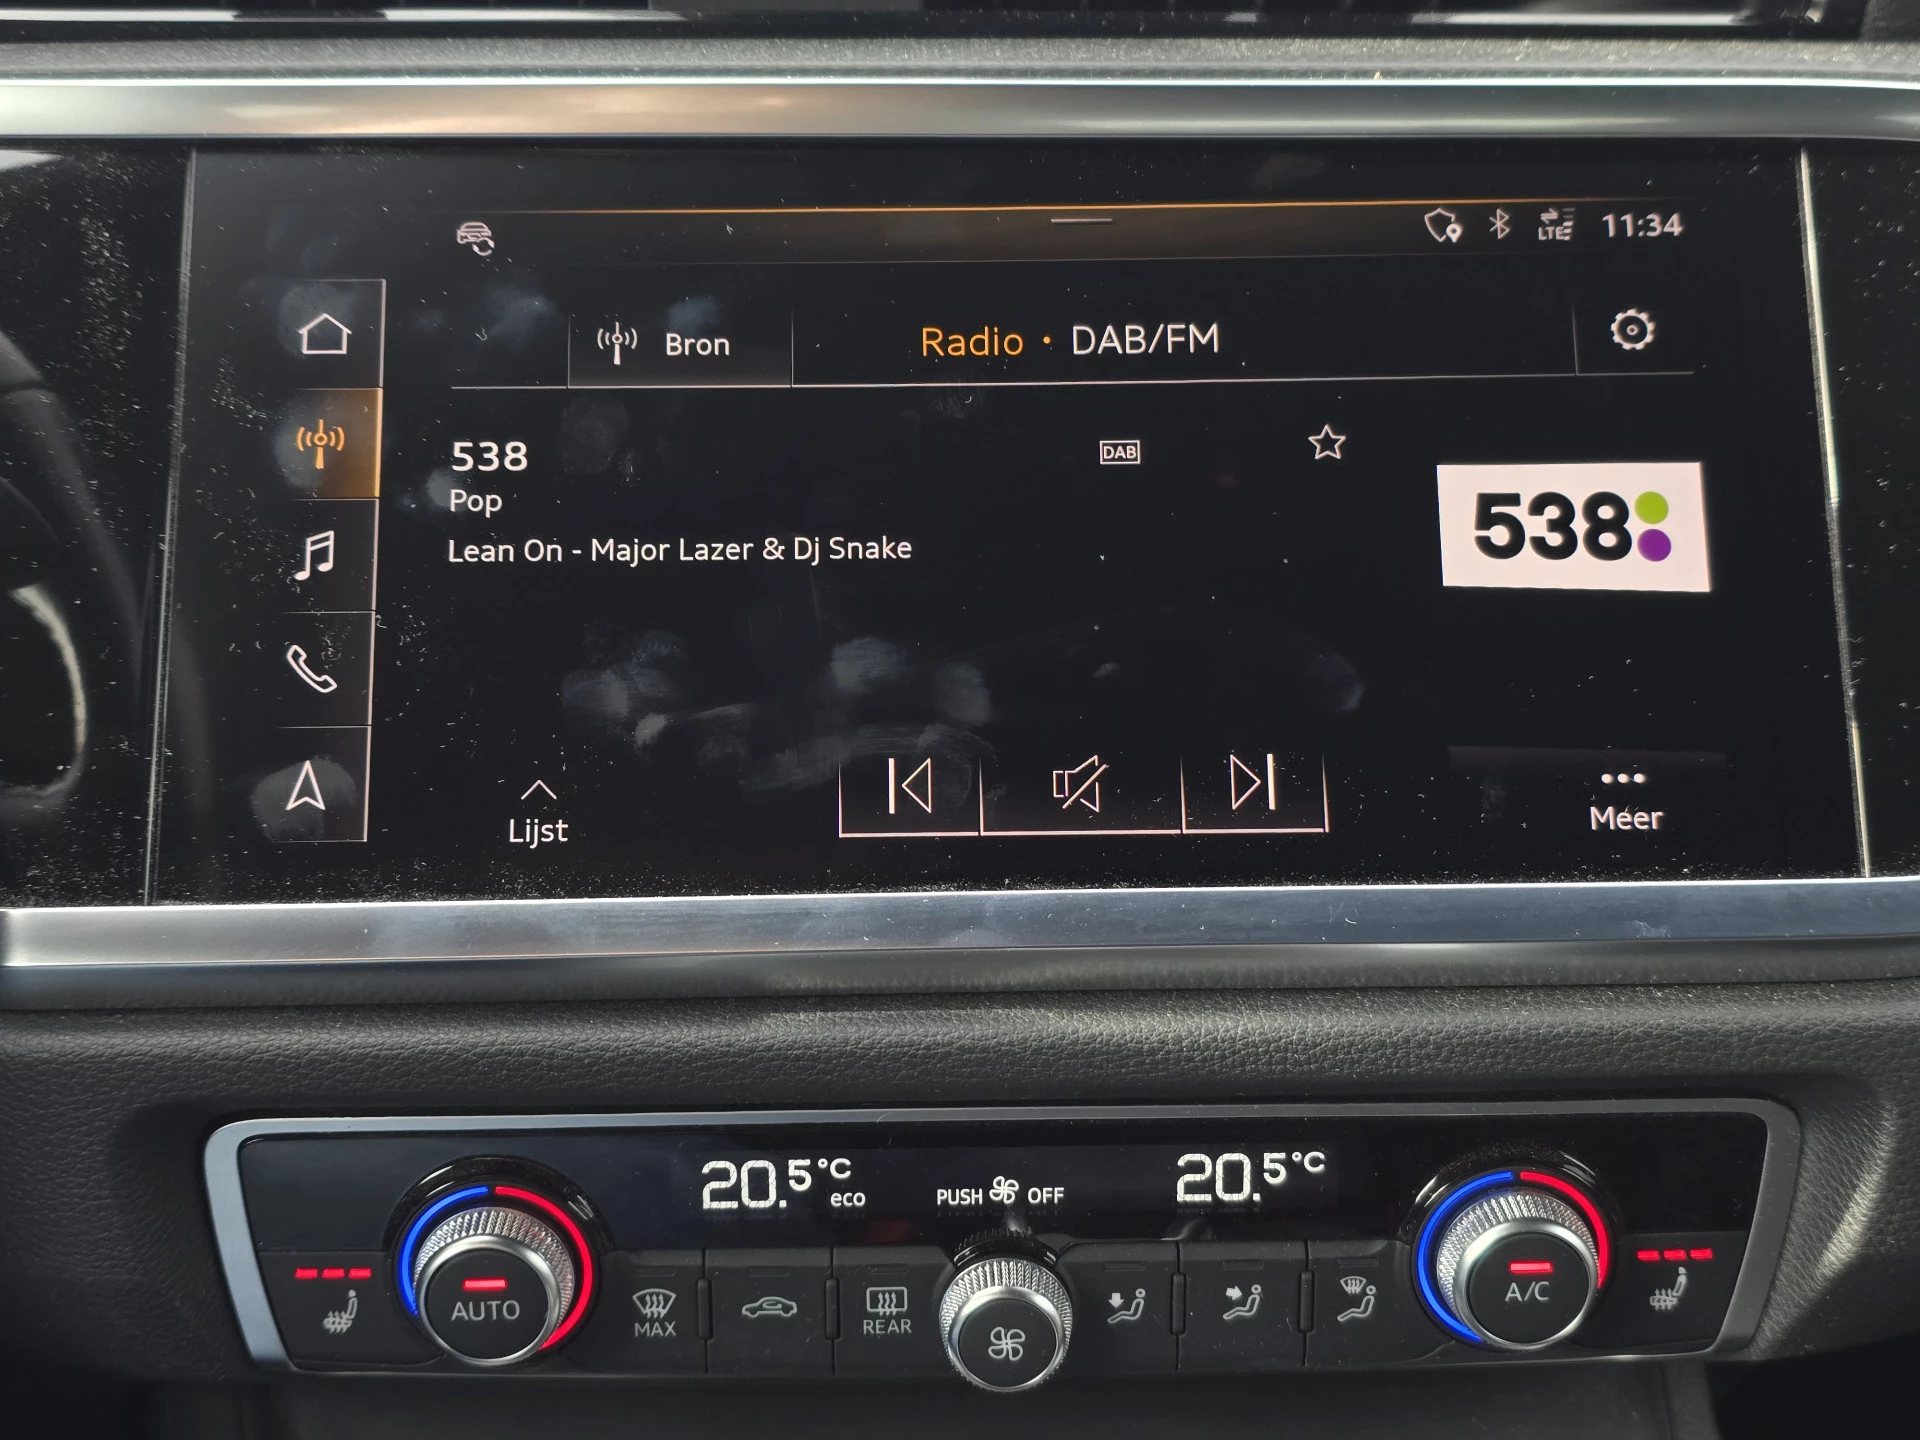 LTE 11:34
Bron
Radio • DAB/FM
538
DAB
538
Pop
Lean On - Major Lazer & Dj Snake
Lijst
Meer
20.5°C eco
PUSH OFF
20.5°C
AUTO
MAX
REAR
A/C